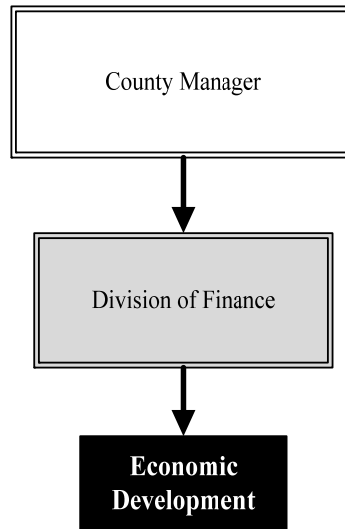 County Manager
Division of Finance
Economic
Development